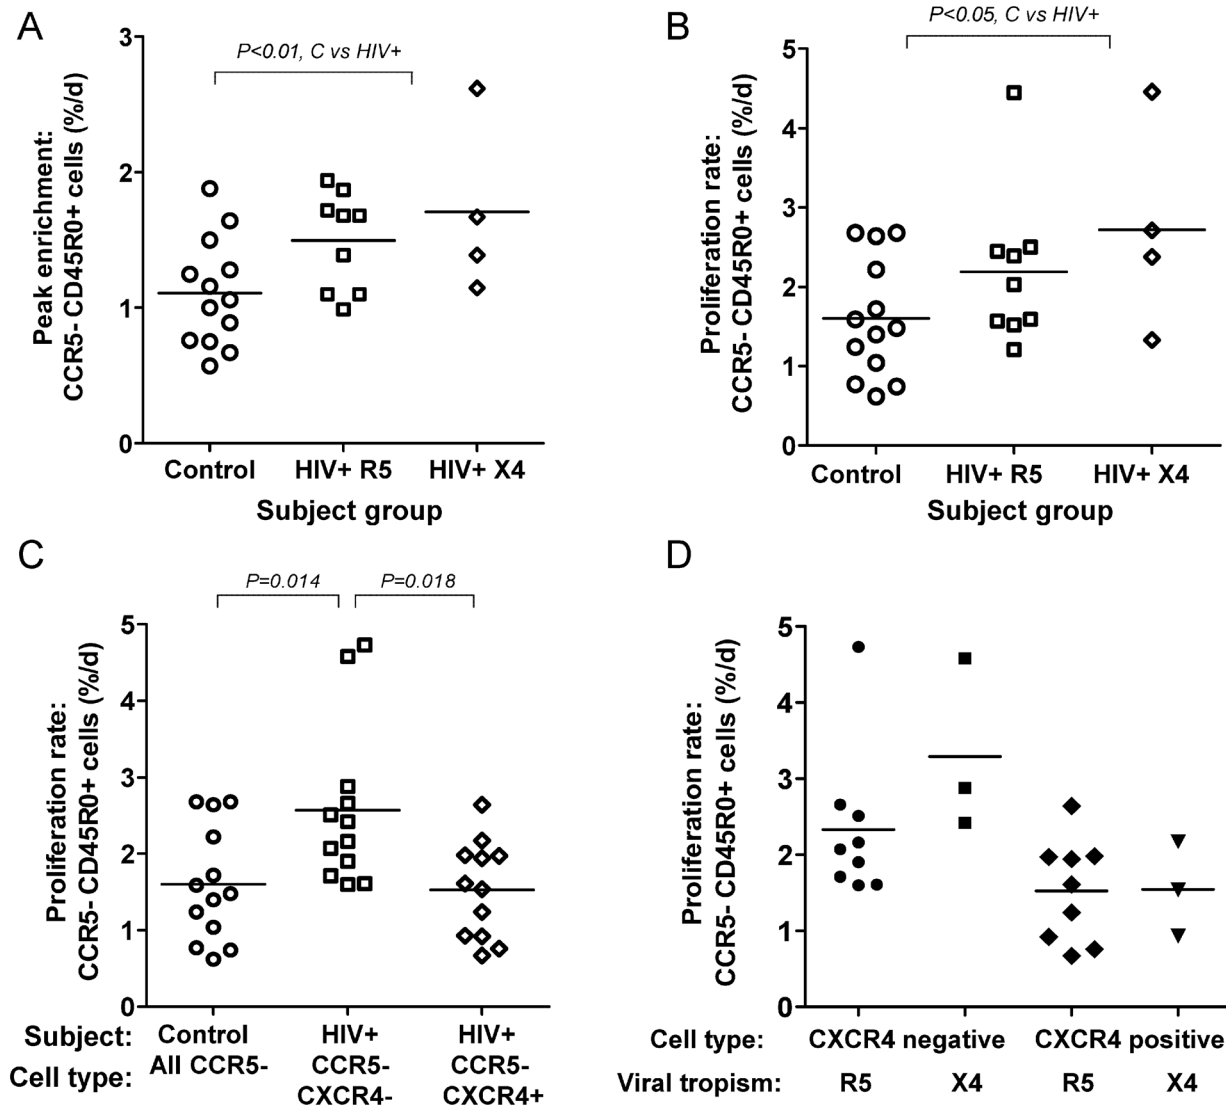 A
P<0.01, C vs HIV+
Peak enrichment:
CCR5- CD45R0+ cells (%/d)
3
2
1
0
Control HIV+ R5 HIV+ X4
Subject group
B
P<0.05, C vs HIV+
Proliferation rate:
CCR5- CD45R0+ cells (%/d)
5
4
3
2
1
0
Control HIV+ R5 HIV+ X4
Subject group
C
P=0.014 P=0.018
Proliferation rate:
CCR5- CD45R0+ cells (%/d)
5
4
3
2
1
0
Subject: Control HIV+ HIV+
Cell type: All CCR5- CCR5- CCR5-
CXCR4- CXCR4+
D
Proliferation rate:
CCR5- CD45R0+ cells (%/d)
5
4
3
2
1
0
Cell type: CXCR4 negative CXCR4 positive
Viral tropism: R5 X4 R5 X4